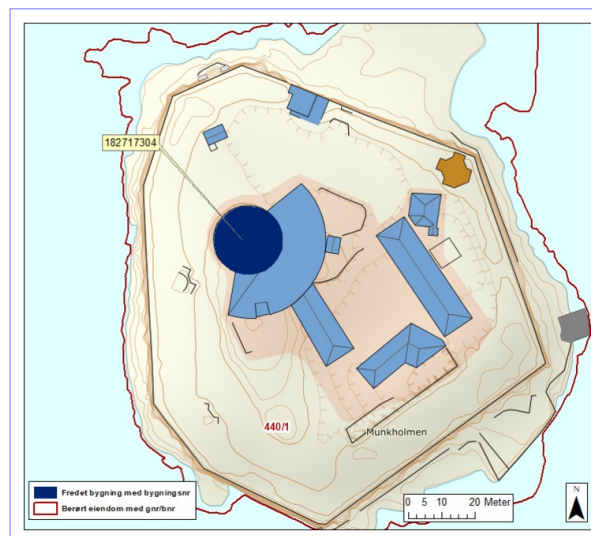 182717304
440/1
Munkholmen
Fredet bygning med bygningsnr
Berørt eiendom med gnr/bnr
0 5 10 20 Meter
N